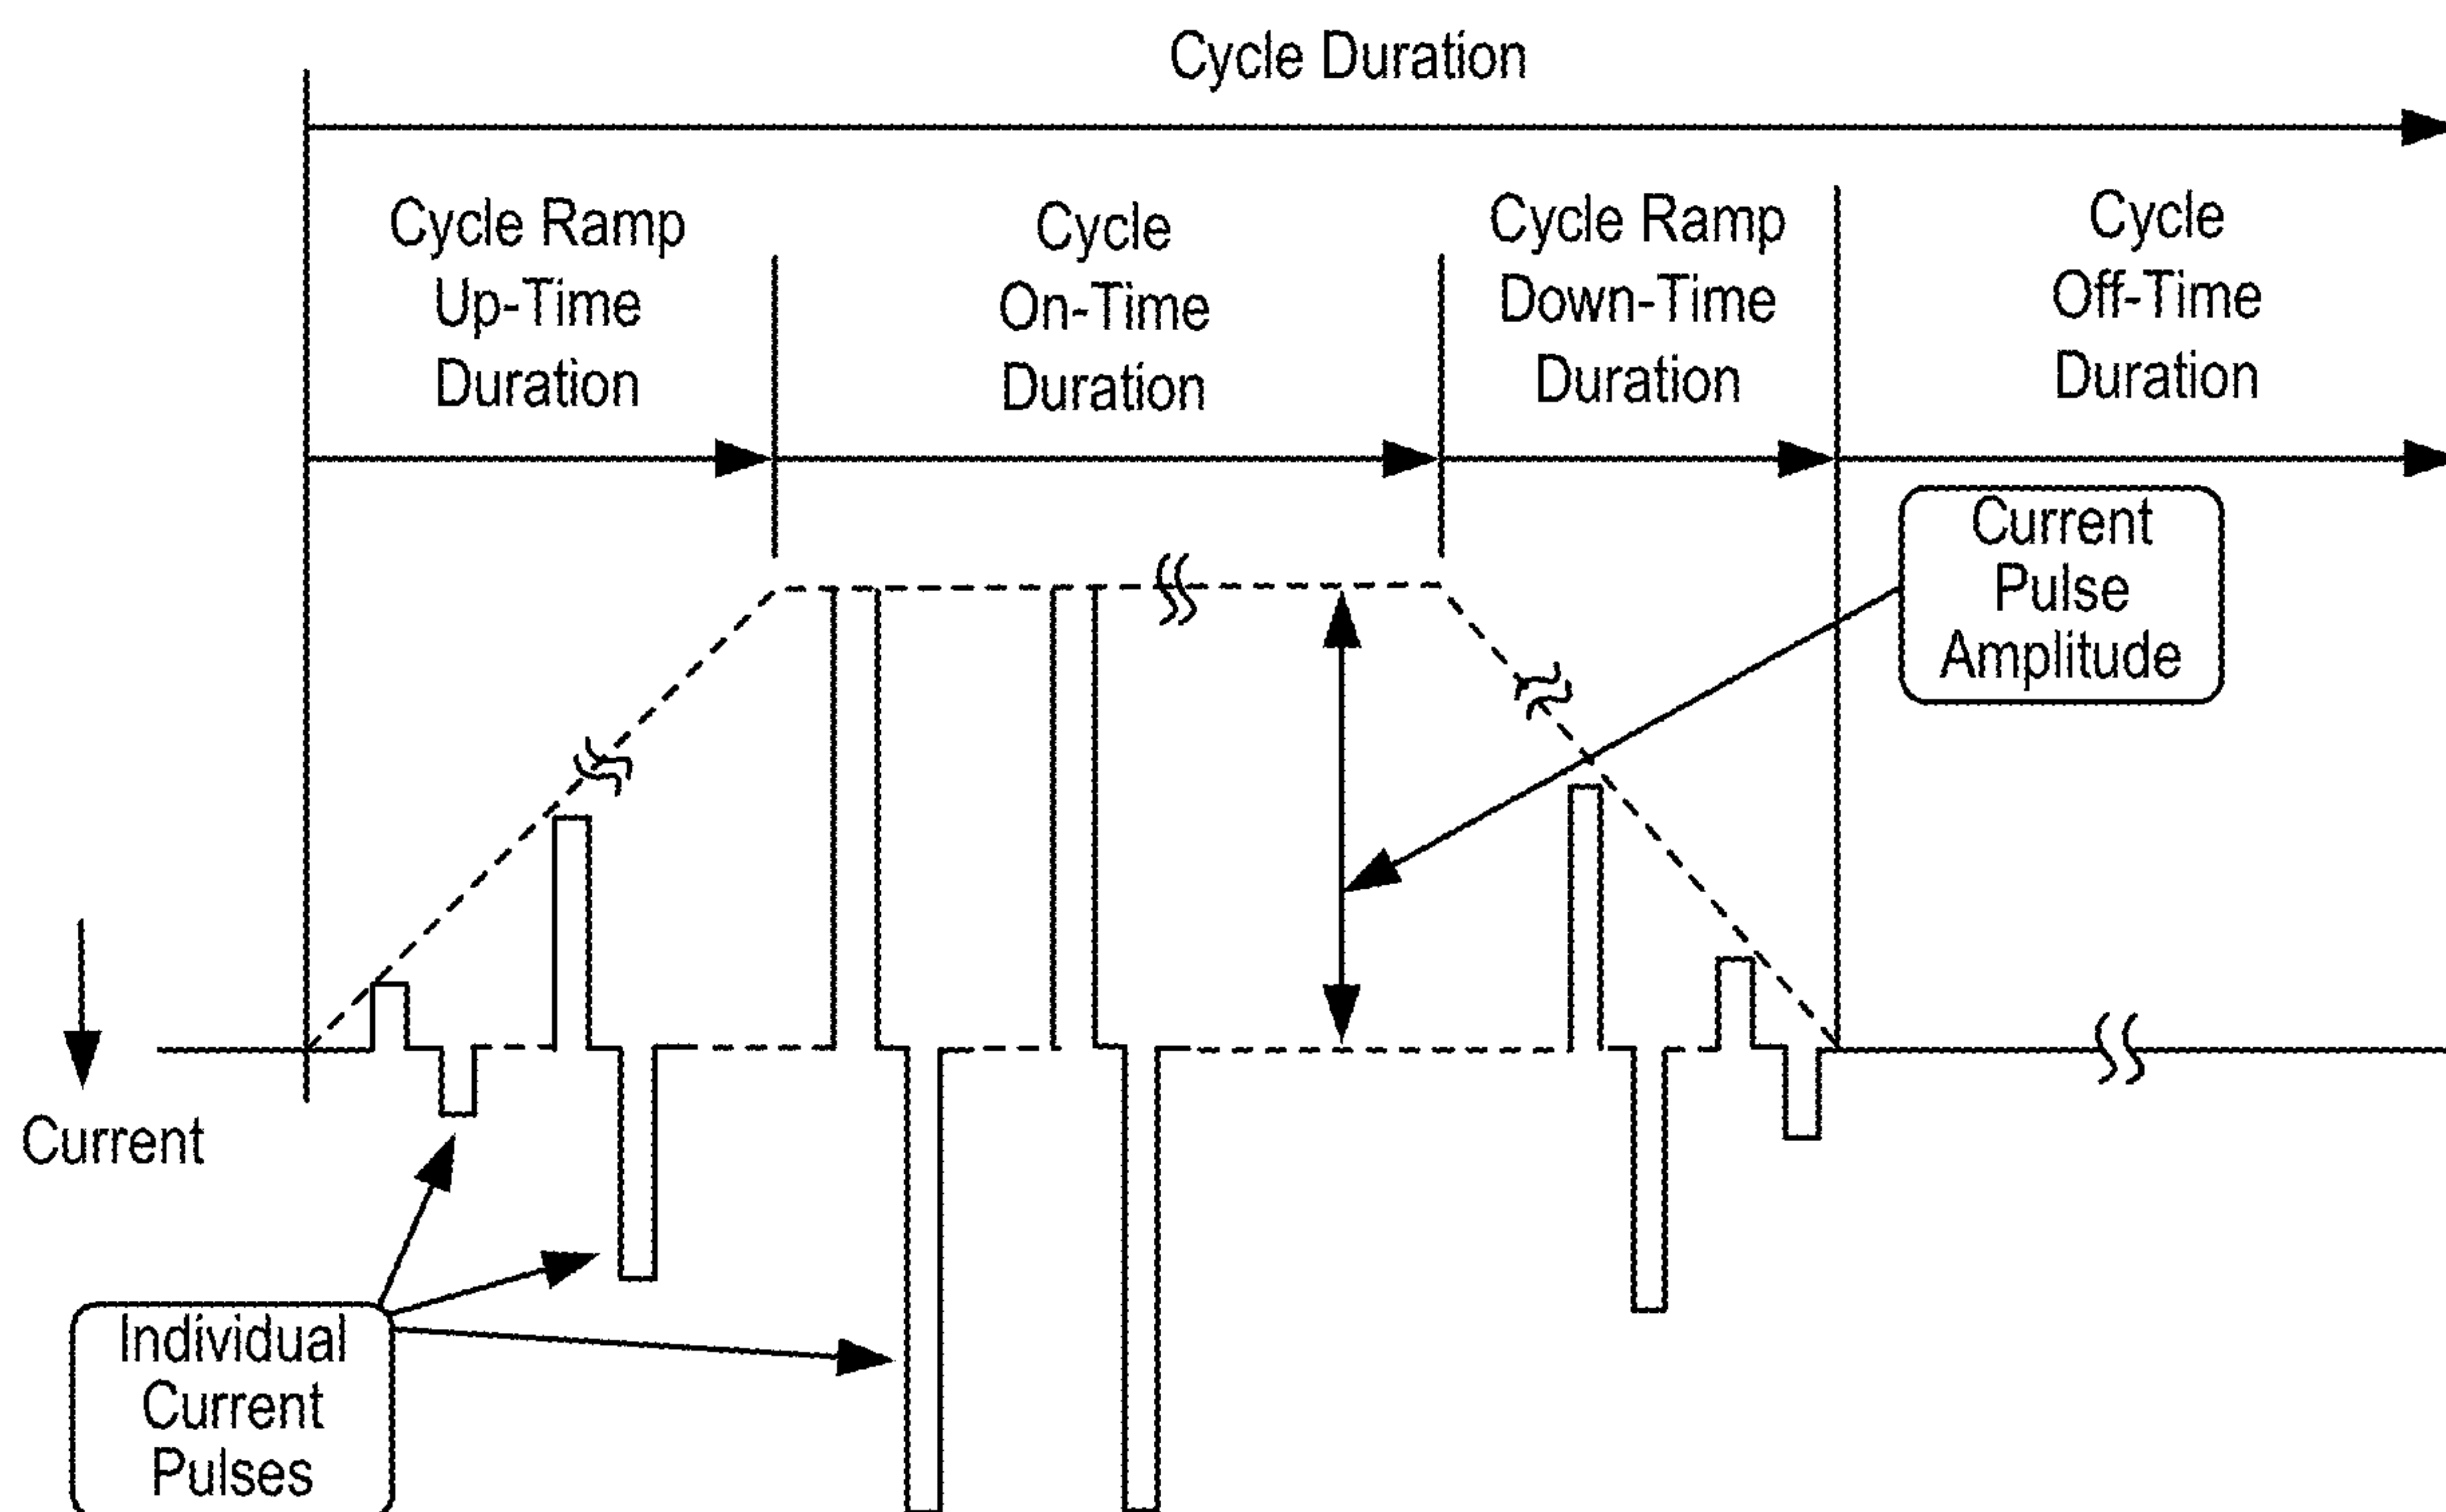 Cycle Duration
Cycle Ramp
Up-Time
Duration
Cycle
On-Time
Duration
Cycle Ramp
Down-Time
Duration
Cycle
Off-Time
Duration
Current
Pulse
Amplitude
Current
Individual
Current
Pulses